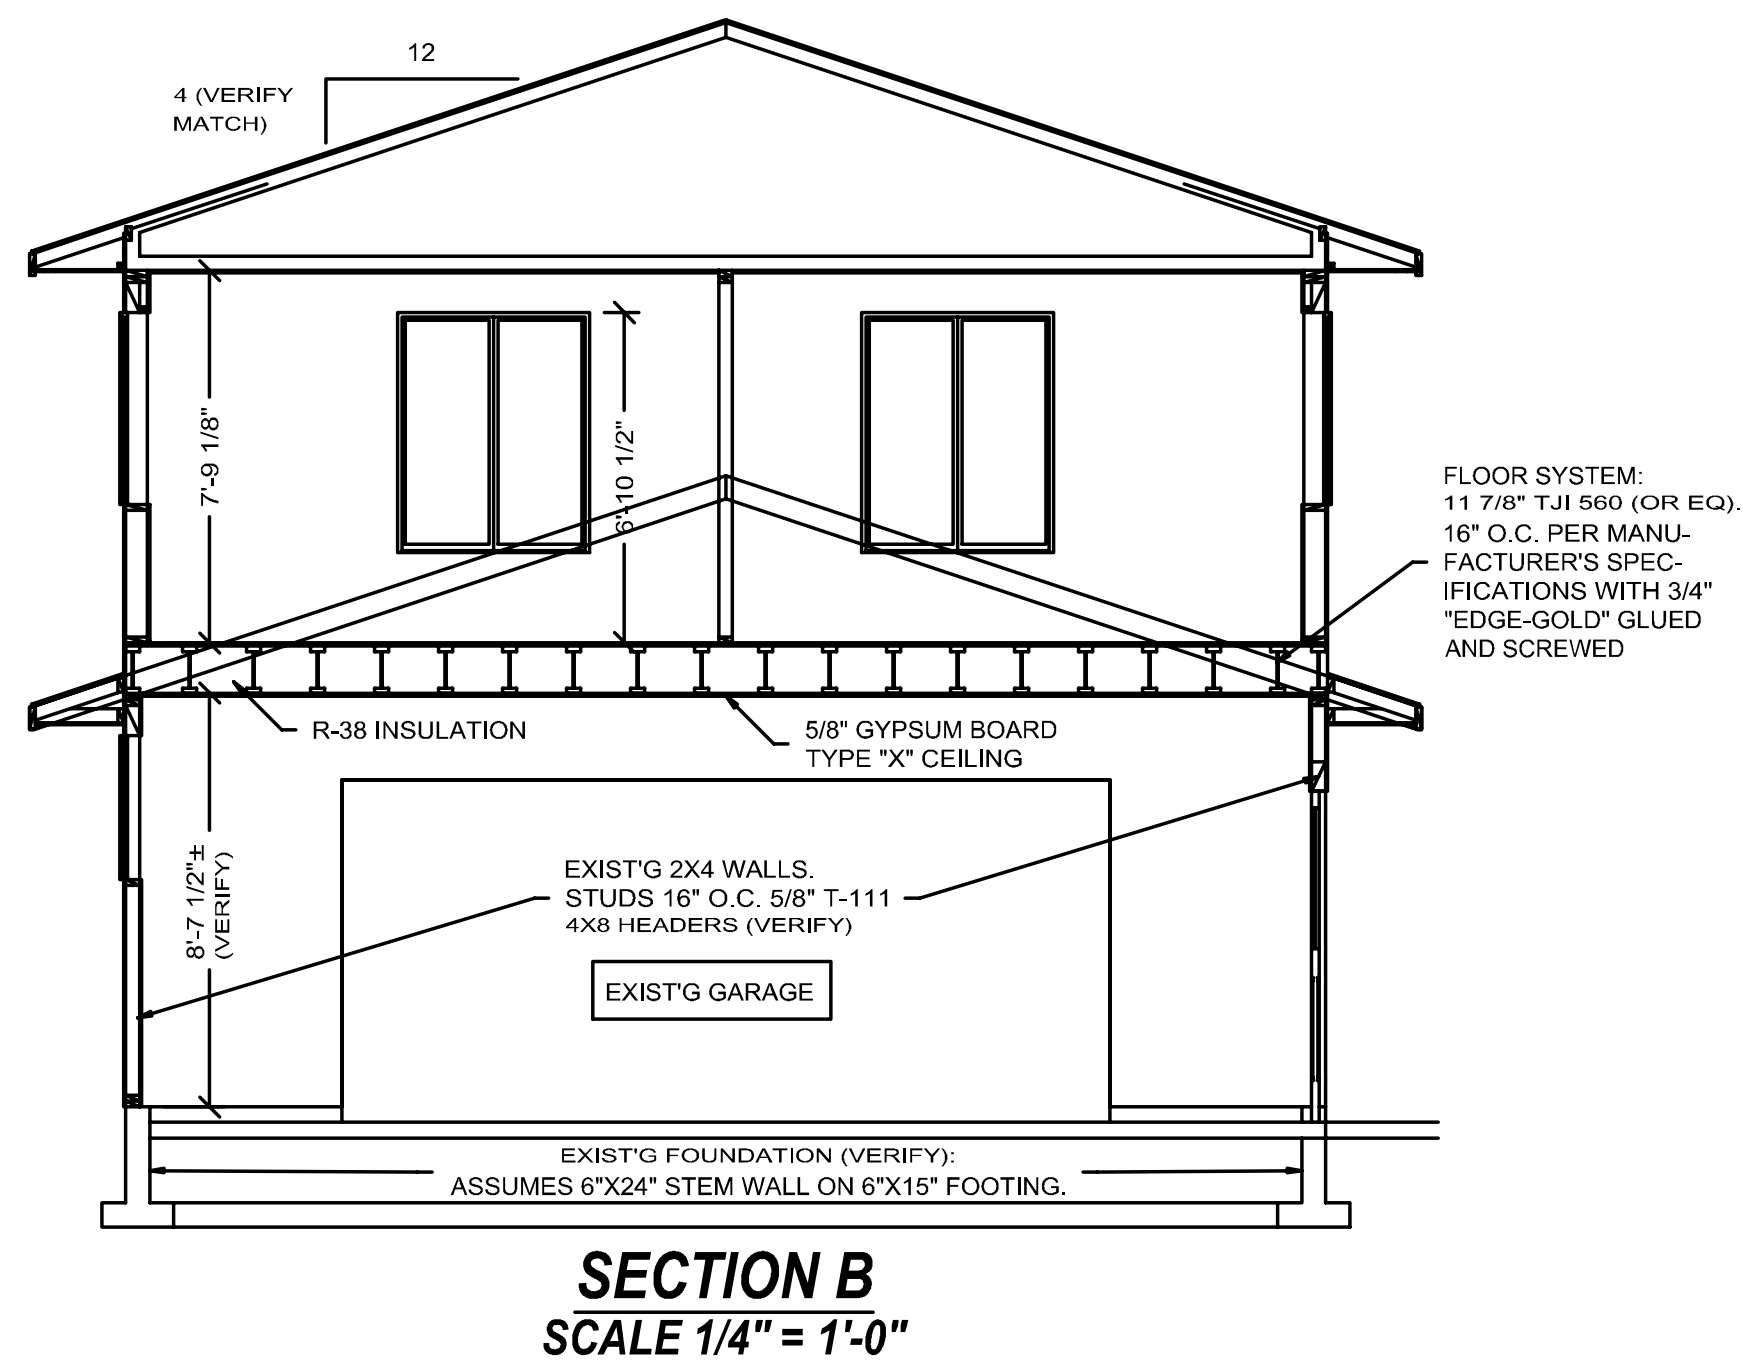 12
4 (VERIFY
MATCH)
7'-9 1/8"
6'-10 1/2"
FLOOR SYSTEM:
11 7/8" TJI 560 (OR EQ).
16" O.C. PER MANU-
FACTURER'S SPEC-
IFICATIONS WITH 3/4"
"EDGE-GOLD" GLUED
AND SCREWED
R-38 INSULATION
5/8" GYPSUM BOARD
TYPE "X" CEILING
8'-7 1/2"±
(VERIFY)
EXIST'G 2X4 WALLS.
STUDS 16" O.C. 5/8" T-111
4X8 HEADERS (VERIFY)
EXIST'G GARAGE
EXIST'G FOUNDATION (VERIFY):
ASSUMES 6"X24" STEM WALL ON 6"X15" FOOTING.
SECTION B
SCALE 1/4" = 1'-0"